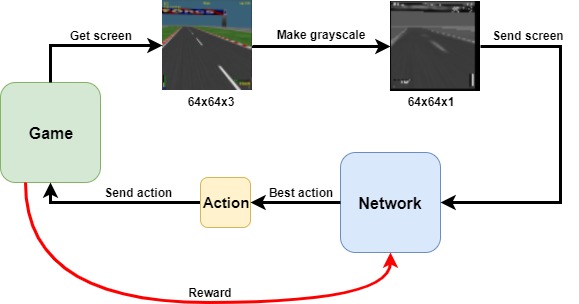 Get screen
Make grayscale
Send screen
64x64x3
64x64x1
Game
Send action
Action
Best action
Network
Reward